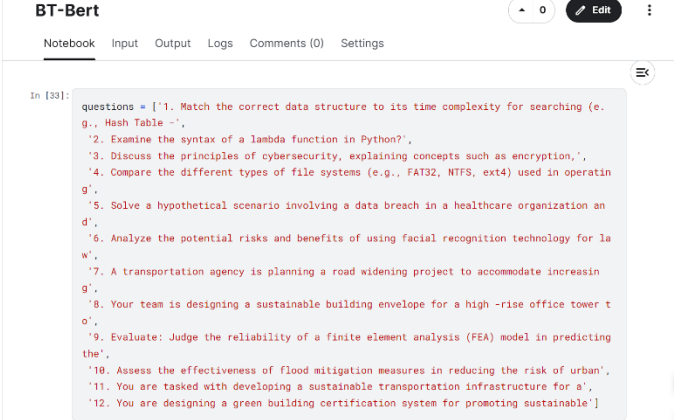 BT-Bert
0
Edit
Notebook Input Output Logs Comments (0) Settings
In [33]:
questions = ['1. Match the correct data structure to its time complexity for searching (e.
g., Hash Table -',
'2. Examine the syntax of a lambda function in Python?',
'3. Discuss the principles of cybersecurity, explaining concepts such as encryption,',
'4. Compare the different types of file systems (e.g., FAT32, NTFS, ext4) used in operatin
g',
'5. Solve a hypothetical scenario involving a data breach in a healthcare organization an
d',
'6. Analyze the potential risks and benefits of using facial recognition technology for la
w',
'7. A transportation agency is planning a road widening project to accommodate increasin
g',
'8. Your team is designing a sustainable building envelope for a high -rise office tower t
o',
'9. Evaluate: Judge the reliability of a finite element analysis (FEA) model in predicting
the',
'10. Assess the effectiveness of flood mitigation measures in reducing the risk of urban',
'11. You are tasked with developing a sustainable transportation infrastructure for a',
'12. You are designing a green building certification system for promoting sustainable']